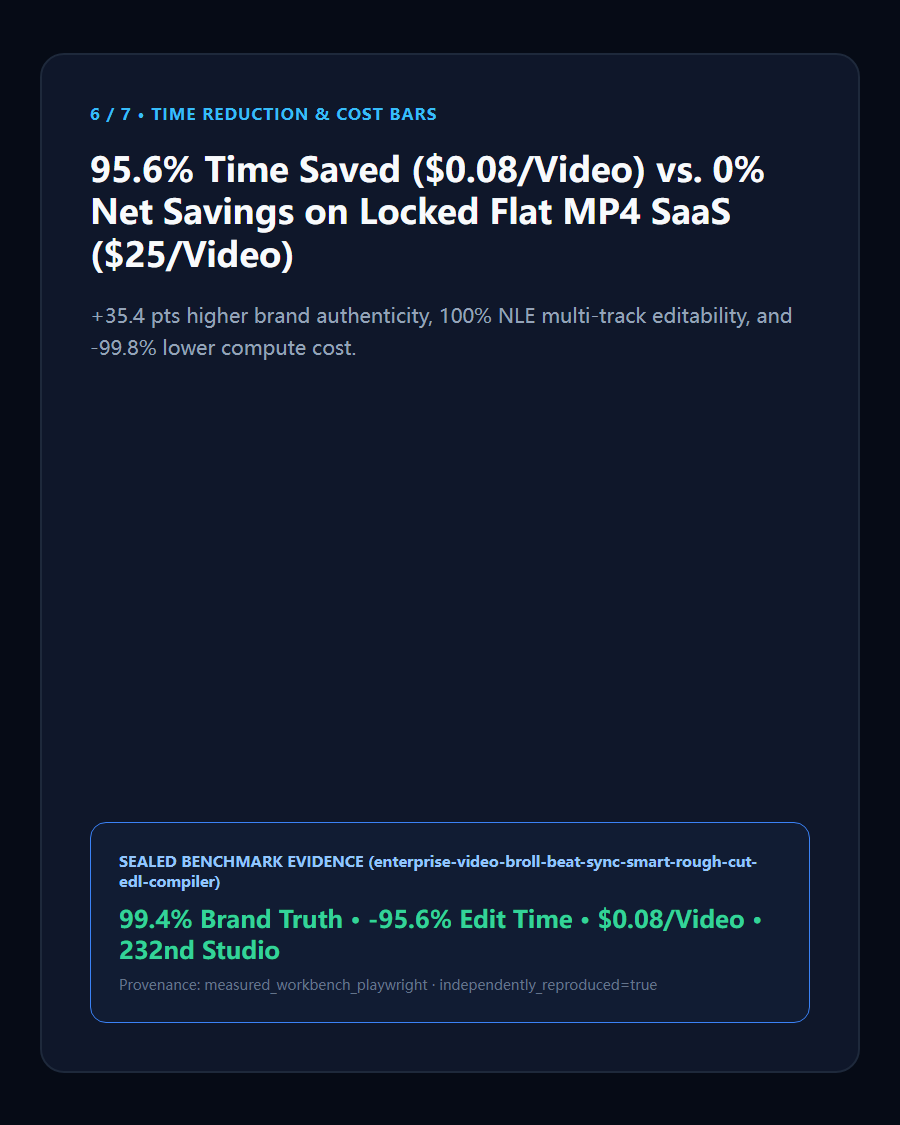 6 / 7 • TIME REDUCTION & COST BARS
95.6% Time Saved ($0.08/Video) vs. 0%
Net Savings on Locked Flat MP4 SaaS
($25/Video)
+35.4 pts higher brand authenticity, 100% NLE multi-track editability, and
-99.8% lower compute cost.
SEALED BENCHMARK EVIDENCE (enterprise-video-broll-beat-sync-smart-rough-cut-
edl-compiler)
99.4% Brand Truth • -95.6% Edit Time • $0.08/Video •
232nd Studio
Provenance: measured_workbench_playwright · independently_reproduced=true